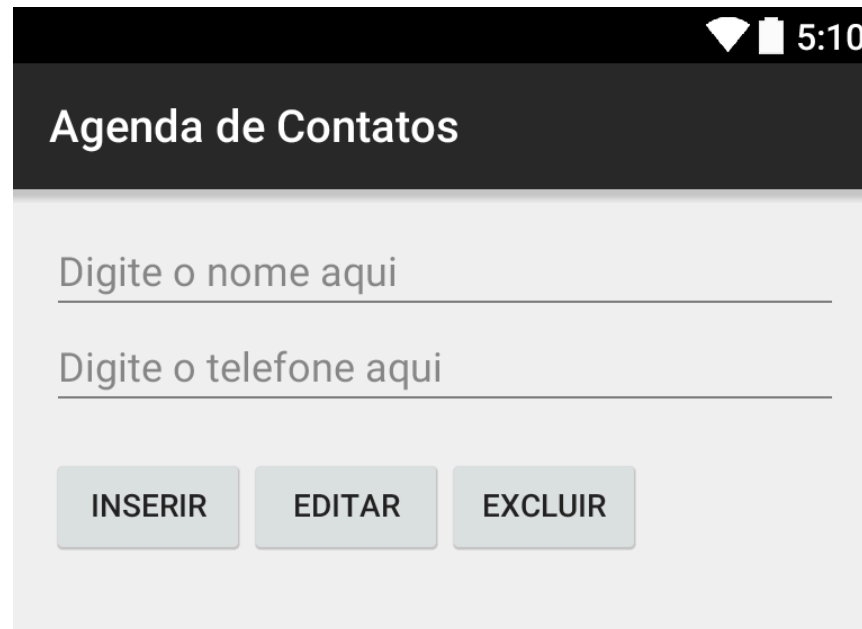 5:10
Agenda de Contatos
Digite o nome aqui
Digite o telefone aqui
INSERIR EDITAR EXCLUIR